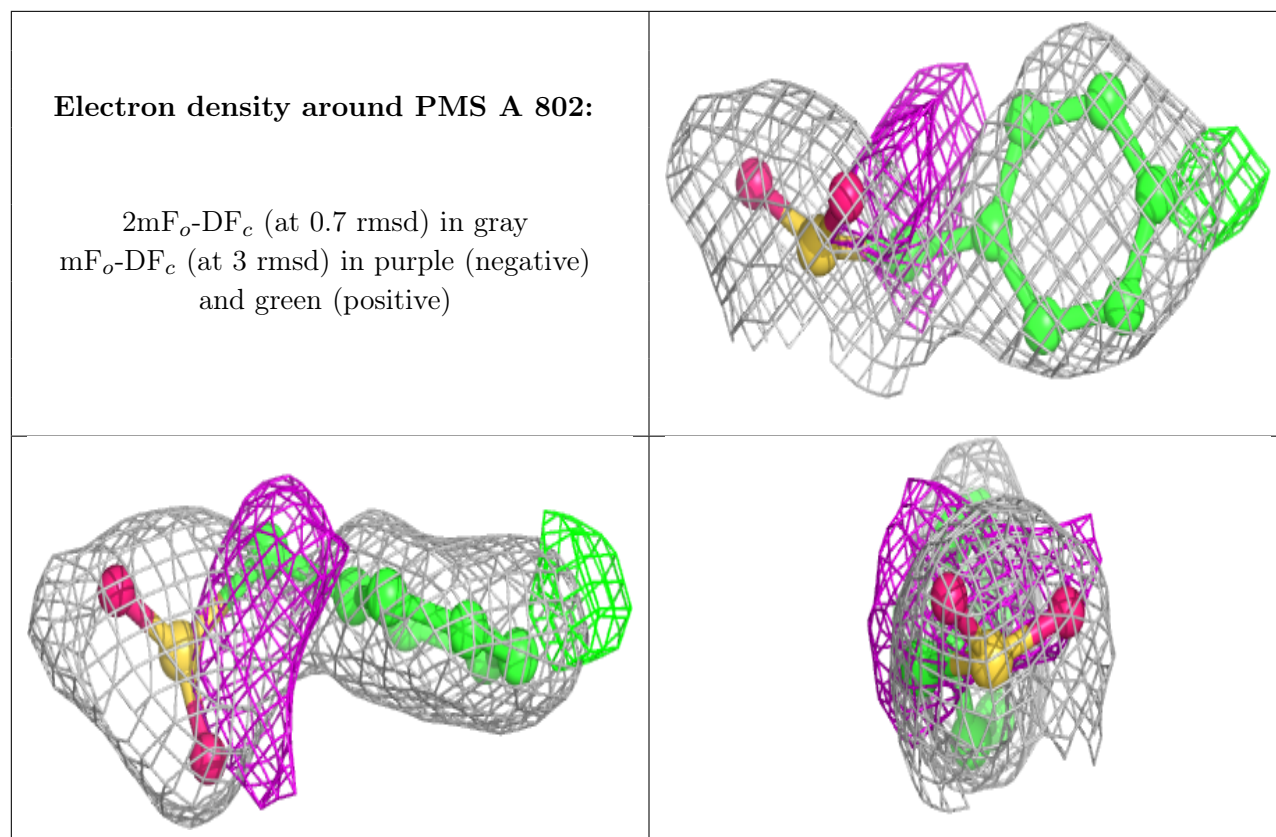 Electron density around PMS A 802:
2mFo-DFc (at 0.7 rmsd) in gray
mFo-DFc (at 3 rmsd) in purple (negative)
and green (positive)